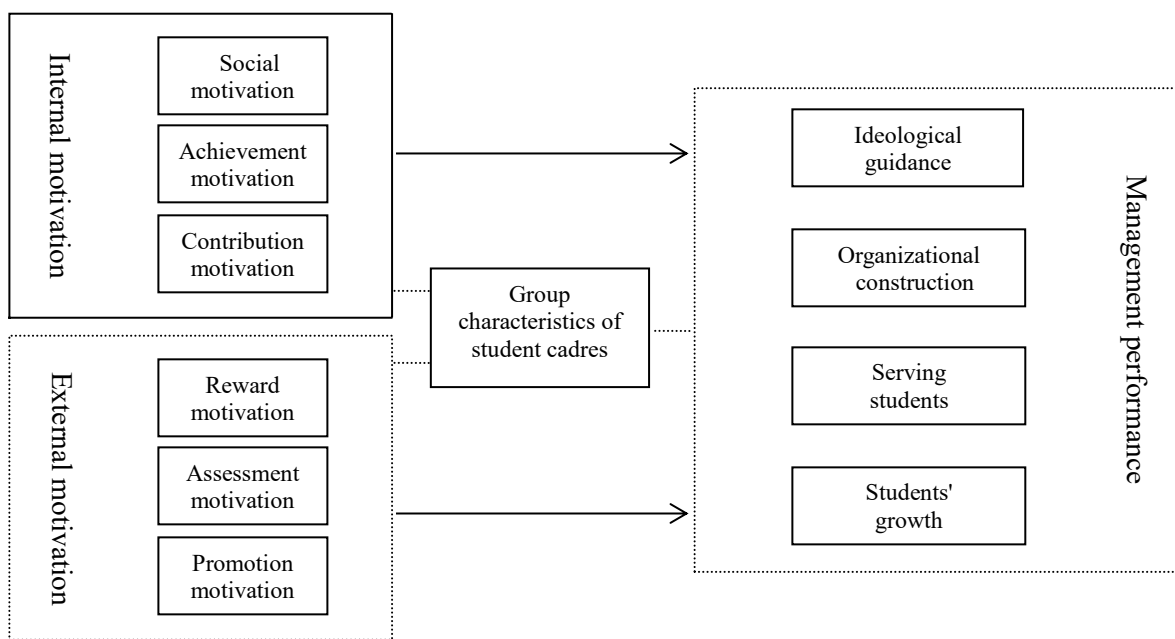 Internal motivation
Social
motivation
Achievement
motivation
Contribution
motivation
External motivation
Reward
motivation
Assessment
motivation
Promotion
motivation
Group
characteristics of
student cadres
Ideological
guidance
Organizational
construction
Serving
students
Students'
growth
Management performance